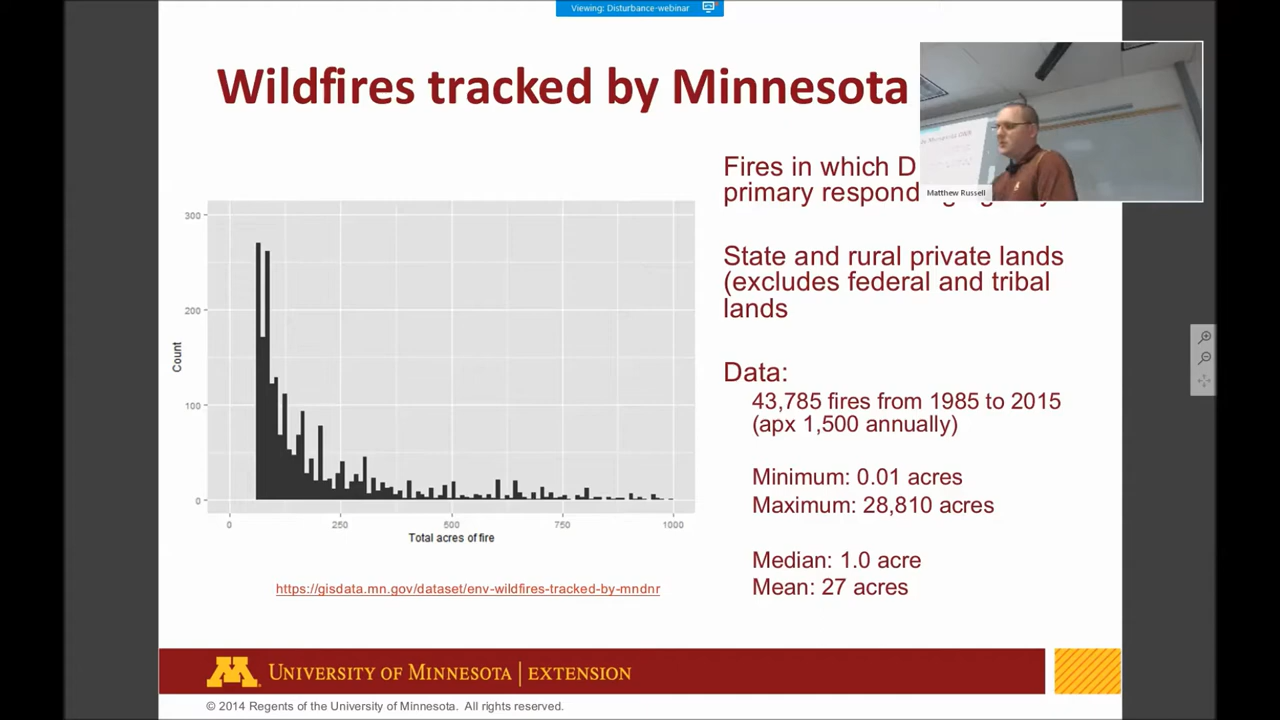 Viewing: Disturbance-webinar
Wildfires tracked by Minnesota
Matthew Russell
Fires in which D
primary respond
State and rural private lands
(excludes federal and tribal
lands
Data:
43,785 fires from 1985 to 2015
(apx 1,500 annually)
Minimum: 0.01 acres
Maximum: 28,810 acres
Median: 1.0 acre
Mean: 27 acres
300
200
100
0
Count
0 250 500 750 1000
Total acres of fire
https://gisdata.mn.gov/dataset/env-wildfires-tracked-by-mndnr
M UNIVERSITY OF MINNESOTA | EXTENSION
© 2014 Regents of the University of Minnesota. All rights reserved.